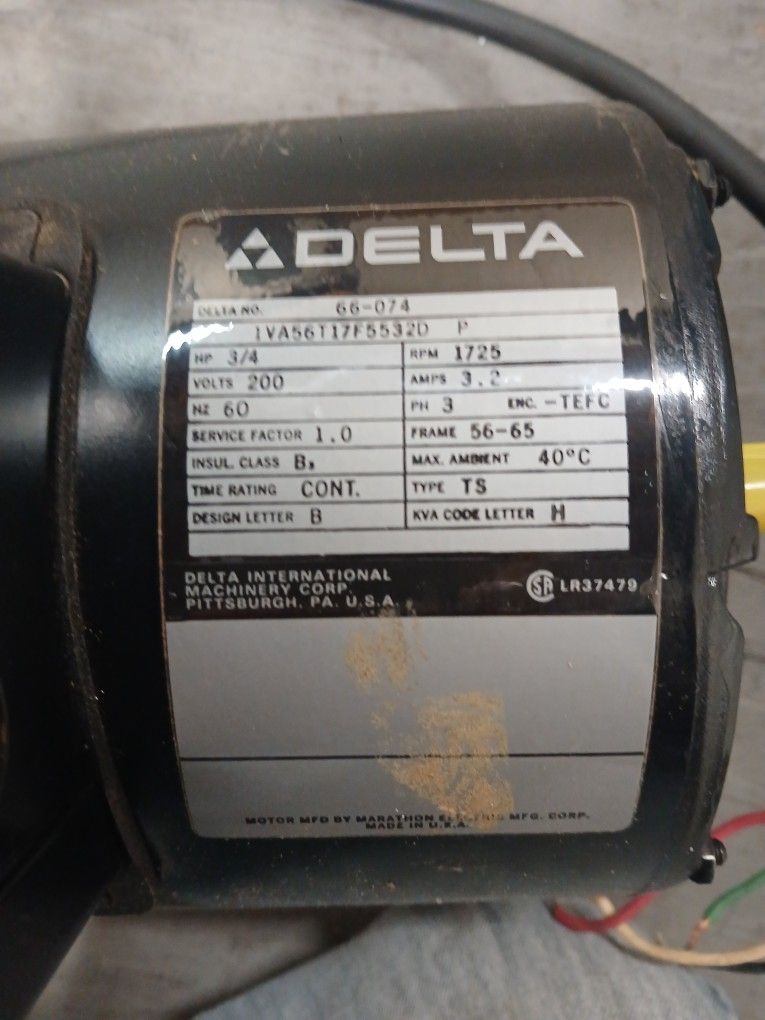 DELTA
DELTA NO. 66-074
1VA56T17F5532D P
HP 3/4 RPM 1725
VOLTS 200 AMPS 3.2
HZ 60 PH 3 ENC. -TEFC
SERVICE FACTOR 1.0 FRAME 56-65
INSUL. CLASS B, MAX. AMBIENT 40°C
TIME RATING CONT. TYPE TS
DESIGN LETTER B KVA CODE LETTER H
DELTA INTERNATIONAL
MACHINERY CORP.
PITTSBURGH, PA. U.S.A.
SA LR37479
MOTOR MFD BY MARATHON ELECTRIC MFG. CORP.
MADE IN U.S.A.